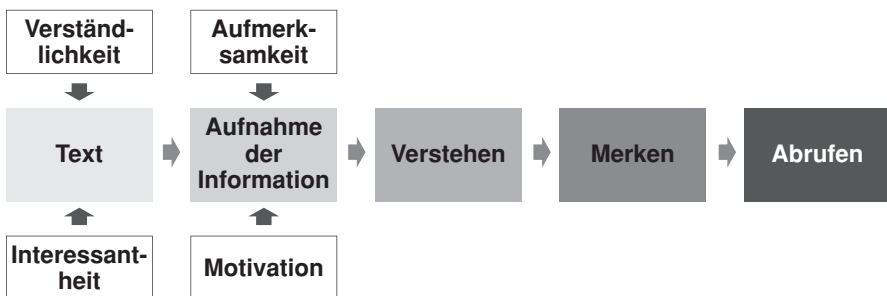 Verständ-
lichkeit
Aufmerk-
samkeit
Text
Aufnahme
der
Information
Verstehen
Merken
Abrufen
Interessant-
heit
Motivation